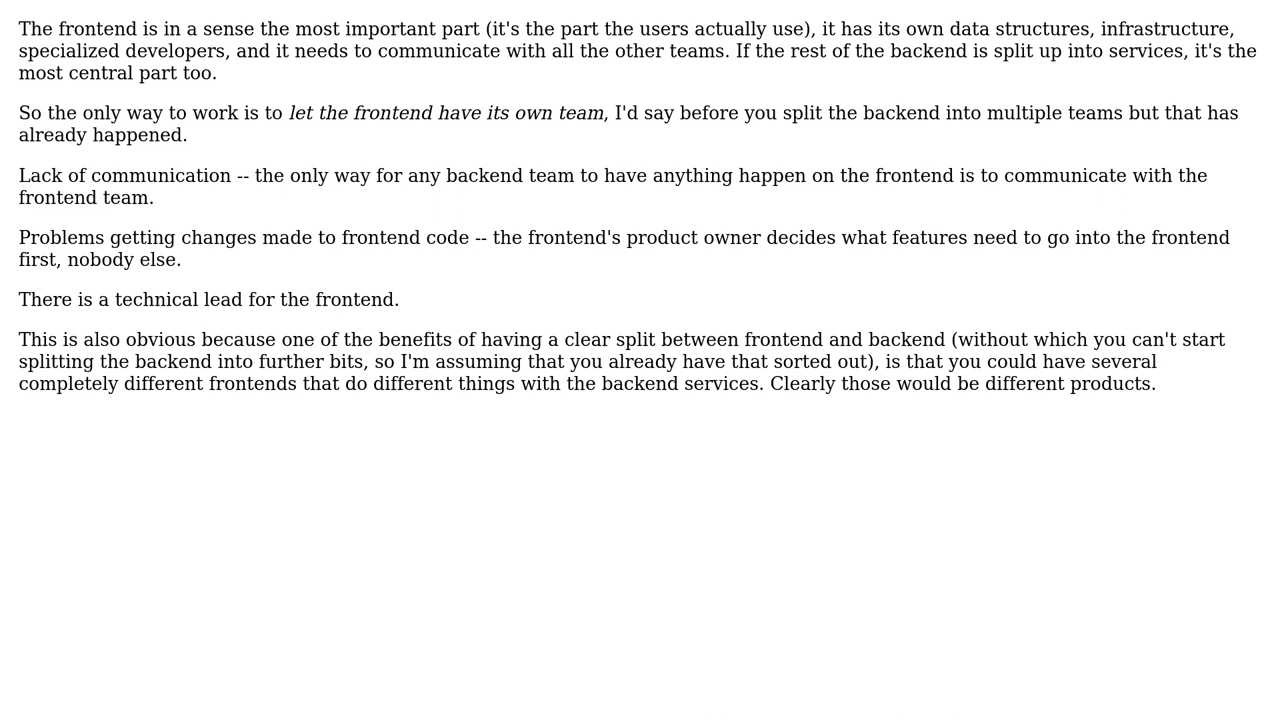 The frontend is in a sense the most important part (it's the part the users actually use), it has its own data structures, infrastructure,
specialized developers, and it needs to communicate with all the other teams. If the rest of the backend is split up into services, it's the
most central part too.
So the only way to work is to let the frontend have its own team, I'd say before you split the backend into multiple teams but that has
already happened.
Lack of communication -- the only way for any backend team to have anything happen on the frontend is to communicate with the
frontend team.
Problems getting changes made to frontend code -- the frontend's product owner decides what features need to go into the frontend
first, nobody else.
There is a technical lead for the frontend.
This is also obvious because one of the benefits of having a clear split between frontend and backend (without which you can't start
splitting the backend into further bits, so I'm assuming that you already have that sorted out), is that you could have several
completely different frontends that do different things with the backend services. Clearly those would be different products.